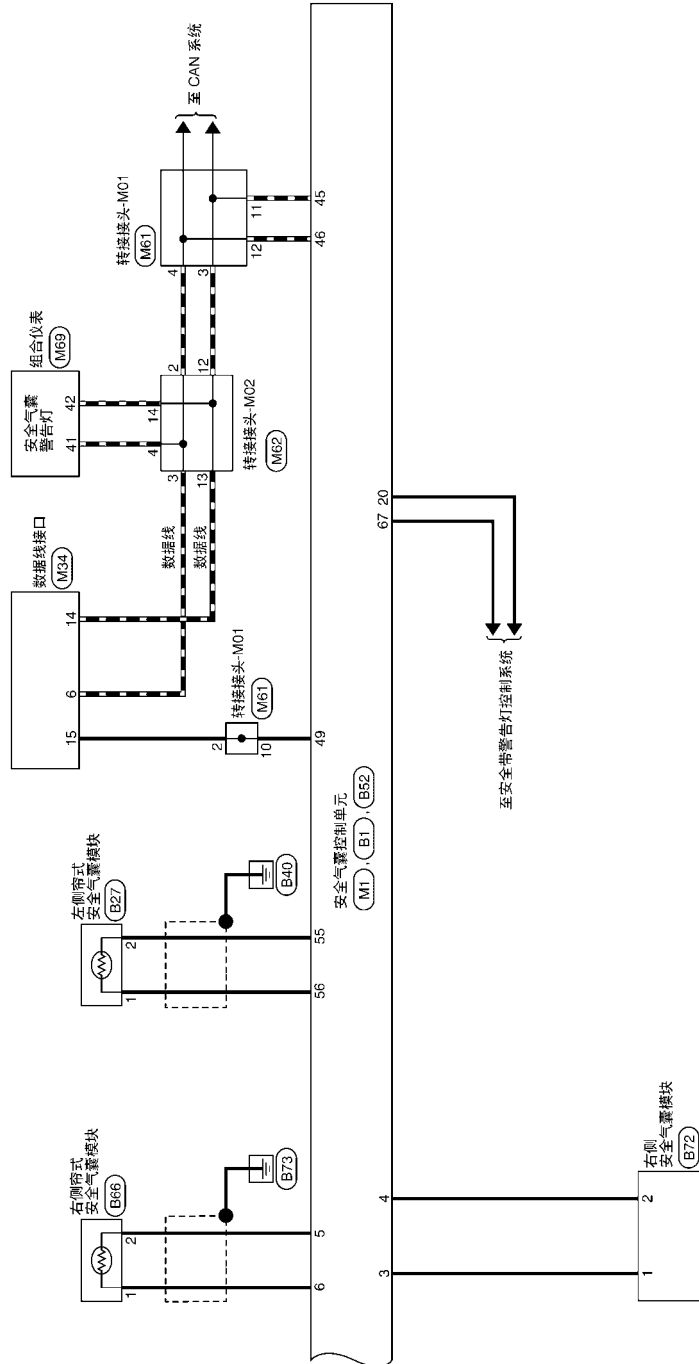 右侧帘式
安全气囊模块
B66
1
2
B73
6
5
左侧帘式
安全气囊模块
B27
1
2
B40
56
55
数据线接口
M34
15
6
14
转接接头-M01
M61
2
10
49
数据线
数据线
组合仪表
M69
安全气囊
警告灯
41
42
4
14
3
13
2
12
转接接头-M02
M62
转接接头-M01
M61
4
3
12
11
46
45
至 CAN 系统
安全气囊控制单元
M1 , B1 , B52
3
4
67
20
右侧
安全气囊模块
B72
1
2
至安全带警告灯控制系统